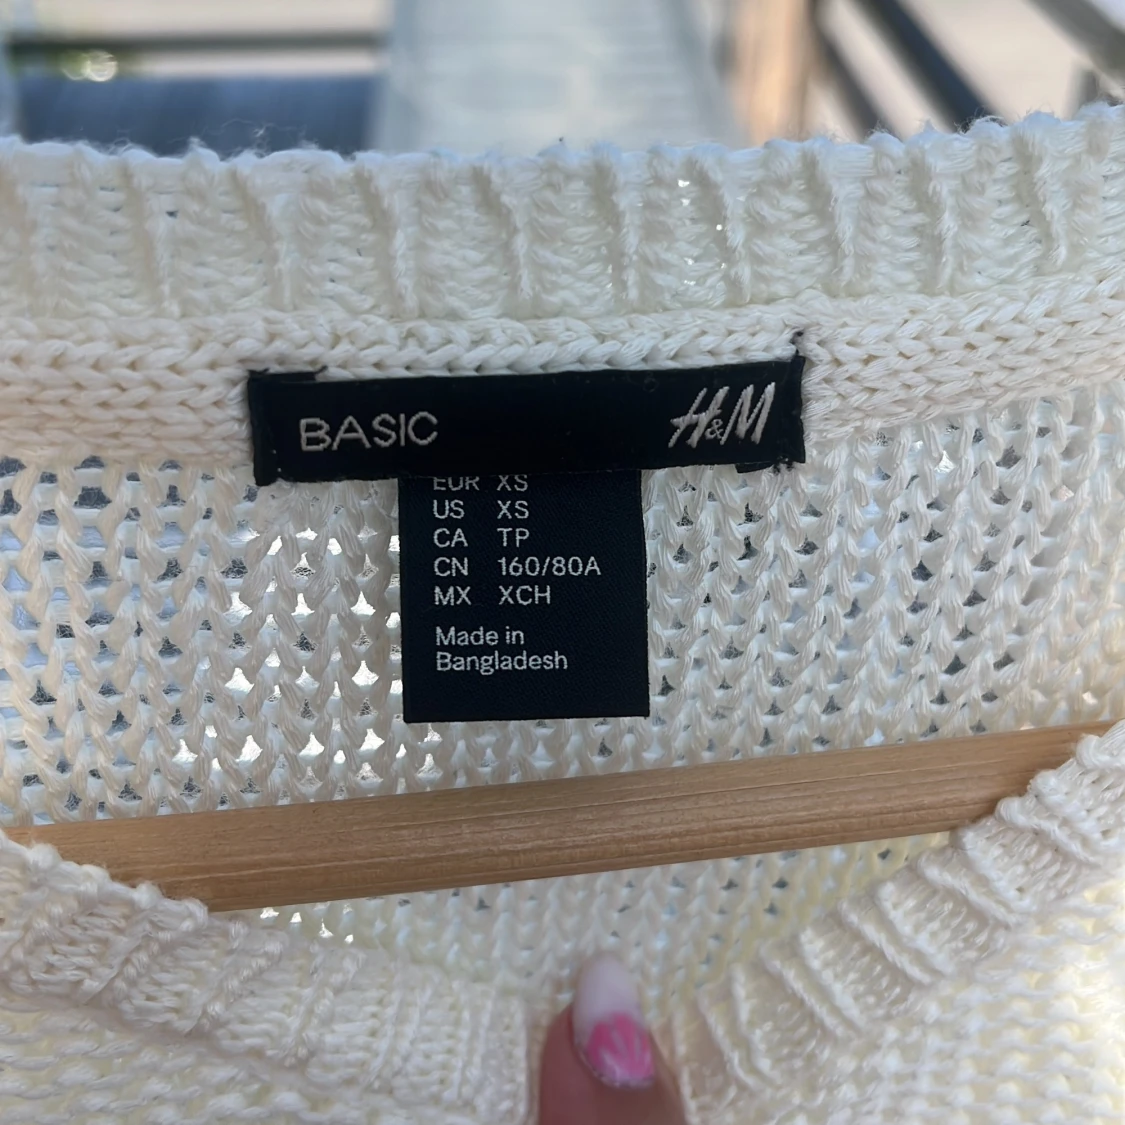 BASIC H&M
EUR XS
US XS
CA TP
CN 160/80A
MX XCH
Made in
Bangladesh